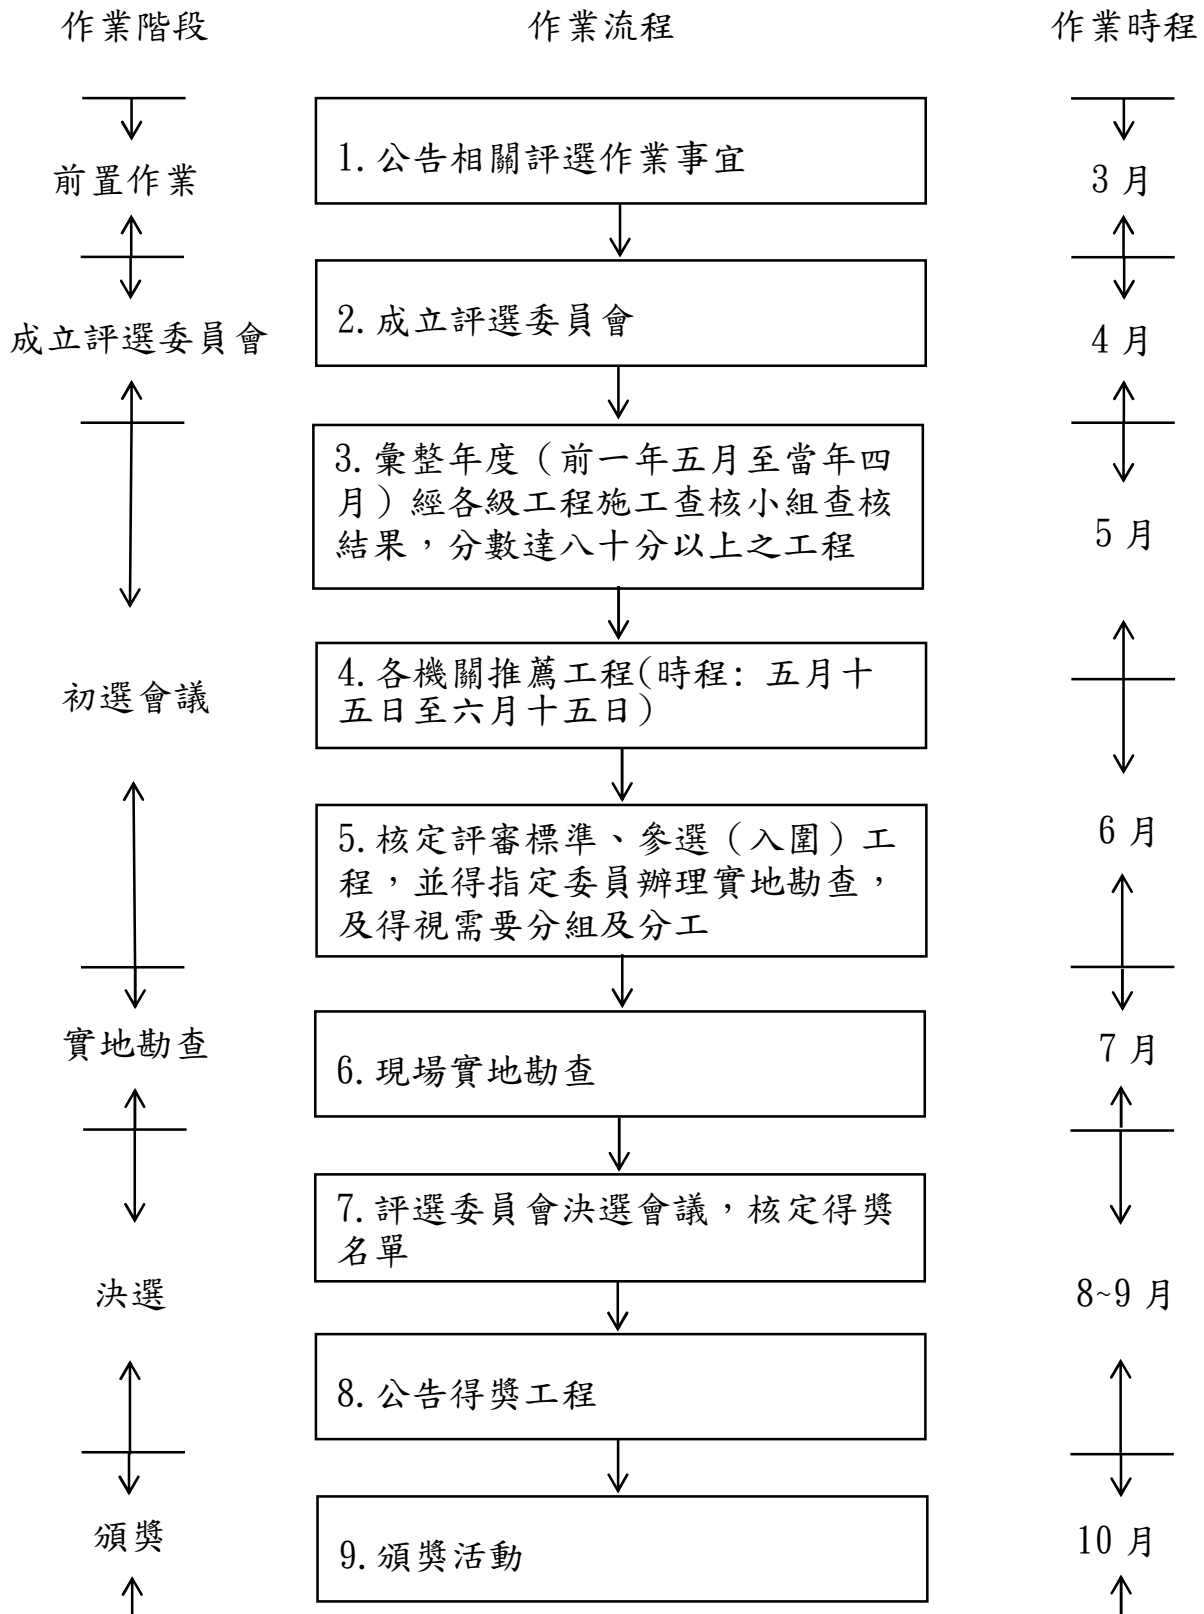 作業階段 作業流程 作業時程
1.公告相關評選作業事宜
前置作業 3 月
2.成立評選委員會
成立評選委員會 4 月
3.彙整年度（前一年五月至當年四
月）經各級工程施工查核小組查核
結果，分數達八十分以上之工程
5 月
4.各機關推薦工程(時程: 五月十
五日至六月十五日)
初選會議
5.核定評審標準、參選（入圍）工
程，並得指定委員辦理實地勘查，
及得視需要分組及分工
6 月
實地勘查 7 月
6.現場實地勘查
7.評選委員會決選會議，核定得獎
名單
決選 8~9 月
8.公告得獎工程
頒獎 10 月
9.頒獎活動